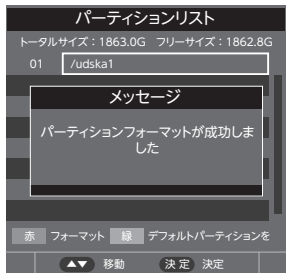 パーティションリスト
トータルサイズ：1863.0G フリーサイズ：1862.8G
01 /udska1
メッセージ
パーティションフォーマットが成功しま
した
赤 フォーマット 緑 デフォルトパーティションを
▲▼ 移動 決定 決定